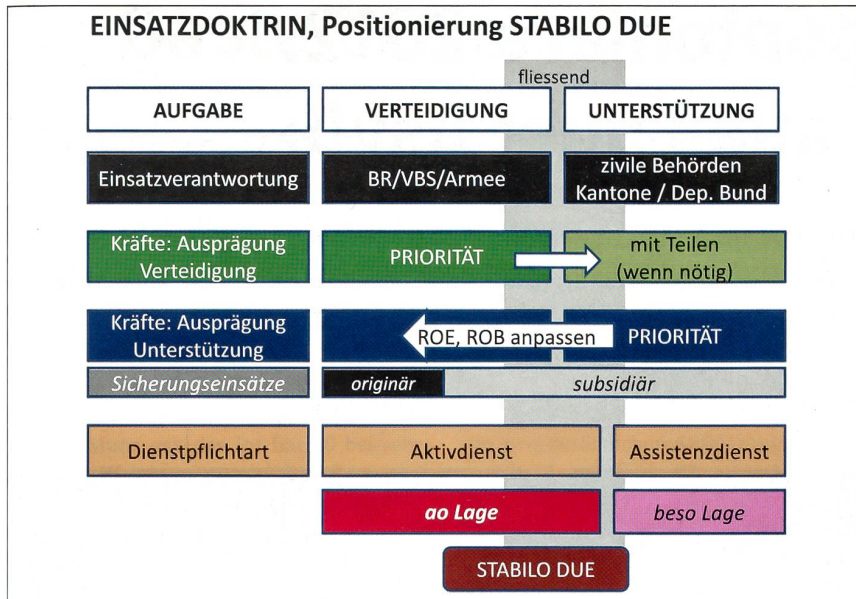 EINSATZDOKTRIN, Positionierung STABILO DUE
fliessend
AUFGABE
VERTEIDIGUNG
UNTERSTÜTZUNG
Einsatzverantwortung
BR/VBS/Armee
zivile Behörden
Kantone / Dep. Bund
Kräfte: Ausprägung
Verteidigung
PRIORITÄT
mit Teilen
(wenn nötig)
Kräfte: Ausprägung
Unterstützung
ROE, ROB anpassen
PRIORITÄT
Sicherungseinsätze
originär
subsidiär
Dienstpflichtart
Aktivdienst
Assistenzdienst
ao Lage
beso Lage
STABILO DUE